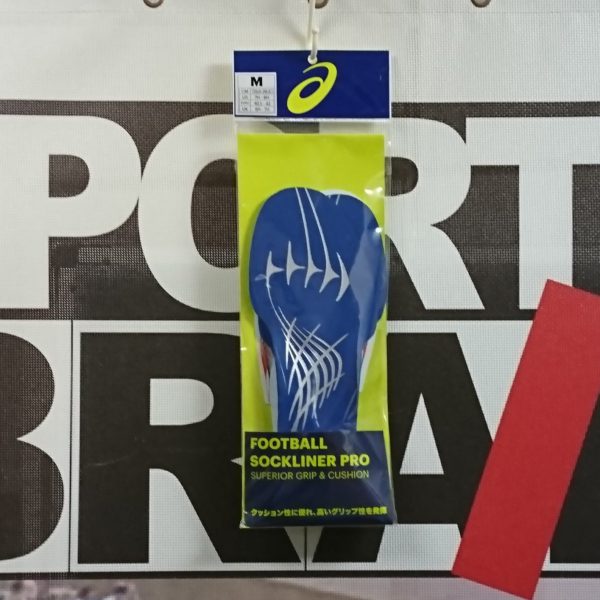 M
PORT
BRA
FOOTBALL
SOCKLINER PRO
SUPERIOR GRIP & CUSHION
クッション性に優れ、高いグリップ性を発揮